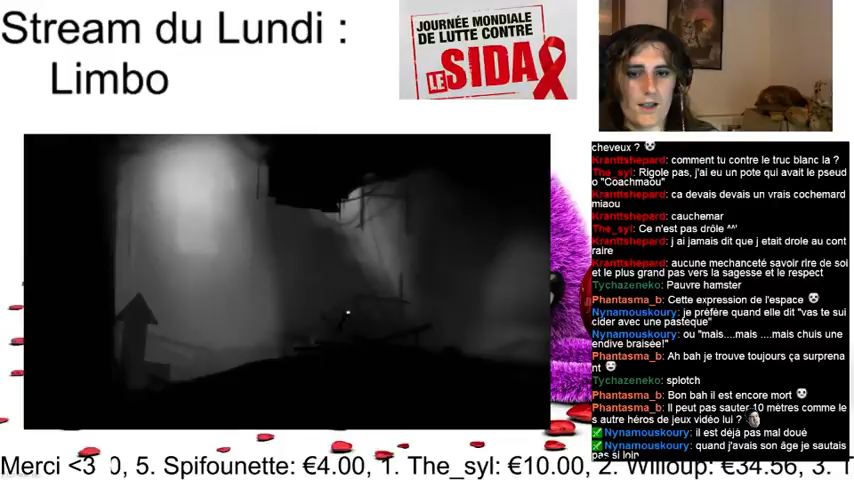 Stream du Lundi :
Limbo
JOURNÉE MONDIALE
DE LUTTE CONTRE
LE SIDA
cheveux ?
Kranttshepard: comment tu contre le truc blanc la ?
The_syl: Rigole pas, j'ai eu un pote qui avait le pseud
o "Coachmaou"
Kranttshepard: ca devais devais un vrais cochemard
miaou
Kranttshepard: cauchemar
The_syl: Ce n'est pas drôle ^^'
Kranttshepard: j ai jamais dit que j etait drole au cont
raire
Kranttshepard: aucune mechanceté savoir rire de soi
et le plus grand pas vers la sagesse et le respect
Tychazeneko: Pauvre hamster
Phantasma_b: Cette expression de l'espace
Nynamouskoury: je préfère quand elle dit "vas te sui
cider avec une pasteque"
Nynamouskoury: ou "mais....mais ....mais chuis une
endive braisée!"
Phantasma_b: Ah bah je trouve toujours ça surprena
nt
Tychazeneko: splotch
Phantasma_b: Bon bah il est encore mort
Phantasma_b: Il peut pas sauter 10 mètres comme le
s autre héros de jeux vidéo lui ?
Nynamouskoury: il est déjà pas mal doué
Nynamouskoury: quand j'avais son âge je sautais
pas si loin
Merci <3 0, 5. Spifounette: €4.00, 1. The_syl: €10.00, 2. Willoup: €34.56, 3. T